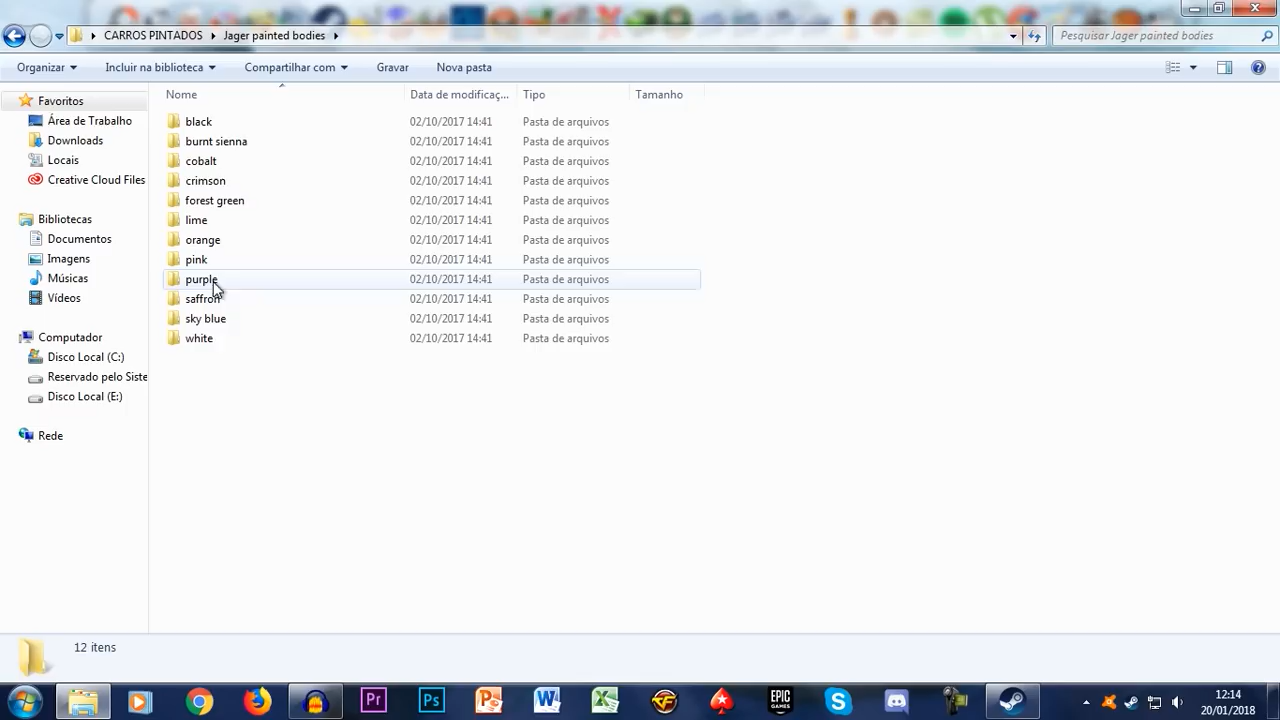 CARROS PINTADOS Jager painted bodies Pesquisar Jager painted bodies
Organizar Incluir na biblioteca Compartilhar com Gravar Nova pasta
Nome Data de modificaç... Tipo Tamanho
Favoritos
Área de Trabalho
Downloads
Locais
Creative Cloud Files
Bibliotecas
Documentos
Imagens
Músicas
Vídeos
Computador
Disco Local (C:)
Reservado pelo Siste
Disco Local (E:)
Rede
black 02/10/2017 14:41 Pasta de arquivos
burnt sienna 02/10/2017 14:41 Pasta de arquivos
cobalt 02/10/2017 14:41 Pasta de arquivos
crimson 02/10/2017 14:41 Pasta de arquivos
forest green 02/10/2017 14:41 Pasta de arquivos
lime 02/10/2017 14:41 Pasta de arquivos
orange 02/10/2017 14:41 Pasta de arquivos
pink 02/10/2017 14:41 Pasta de arquivos
purple 02/10/2017 14:41 Pasta de arquivos
saffron 02/10/2017 14:41 Pasta de arquivos
sky blue 02/10/2017 14:41 Pasta de arquivos
white 02/10/2017 14:41 Pasta de arquivos
12 itens
Pr Ps EPIC GAMES
12:14
20/01/2018